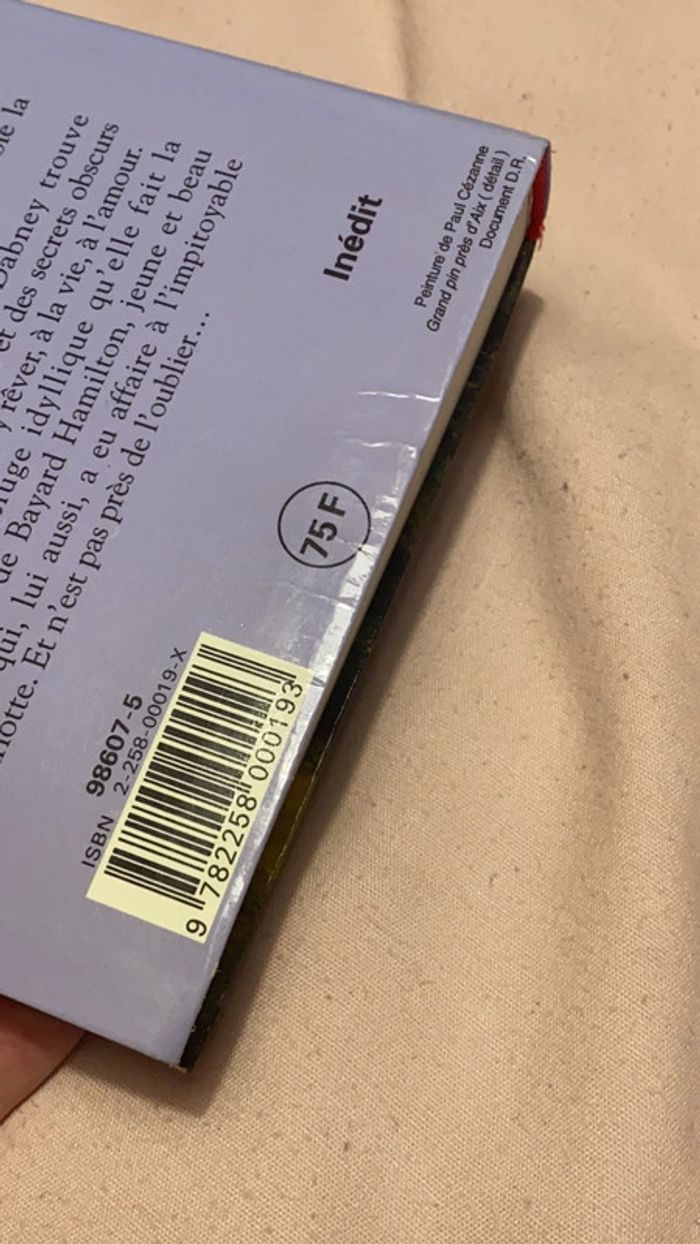 la
Dabney trouve
et des secrets obscurs
y rêver, à la vie, à l'amour.
idyllique qu'elle fait la
de Bayard Hamilton, jeune et beau
qui, lui aussi, a eu affaire à l'impitoyable
Et n'est pas près de l'oublier...
Inédit
Peinture de Paul Cézanne
Grand pin près d'Aix ( détail )
Document D.R.
75 F
98607-5
ISBN 2-258-00019-X
9 782258 000193